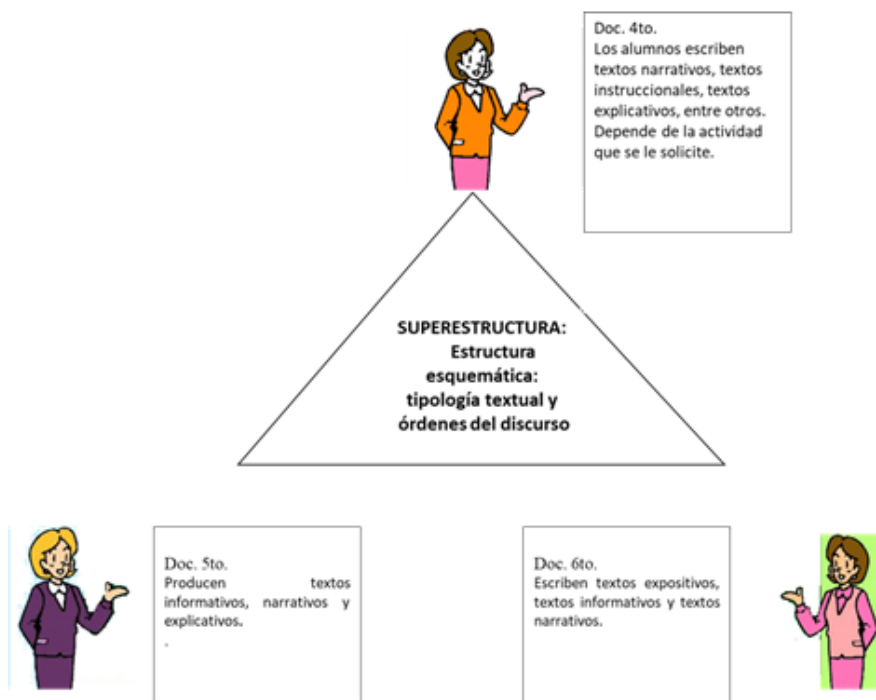 Doc. 4to.
Los alumnos escriben
textos narrativos, textos
instruccionales, textos
explicativos, entre otros.
Depende de la actividad
que se le solicite.
SUPERESTRUCTURA:
Estructura
esquemática:
tipología textual y
órdenes del discurso
Doc. 5to.
Producen textos
informativos, narrativos y
explicativos.
.
Doc. 6to.
Escriben textos expositivos,
textos informativos y textos
narrativos.